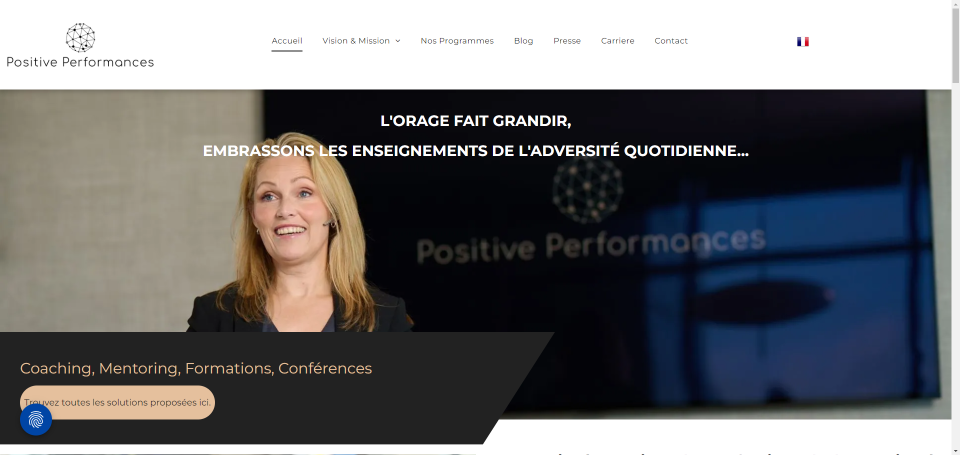 Positive Performances
Accueil
Vision & Mission
Nos Programmes
Blog
Presse
Carriere
Contact
L'ORAGE FAIT GRANDIR,
EMBRASSONS LES ENSEIGNEMENTS DE L'ADVERSITÉ QUOTIDIENNE...
Positive Performances
Coaching, Mentoring, Formations, Conférences
Trouvez toutes les solutions proposées ici.